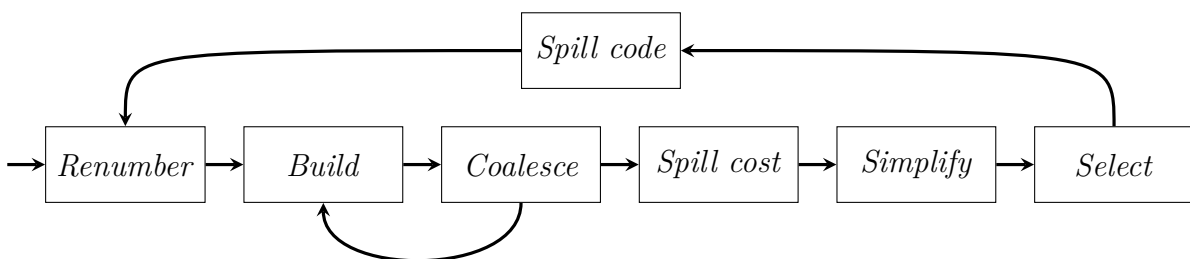 Spill code
Renumber
Build
Coalesce
Spill cost
Simplify
Select